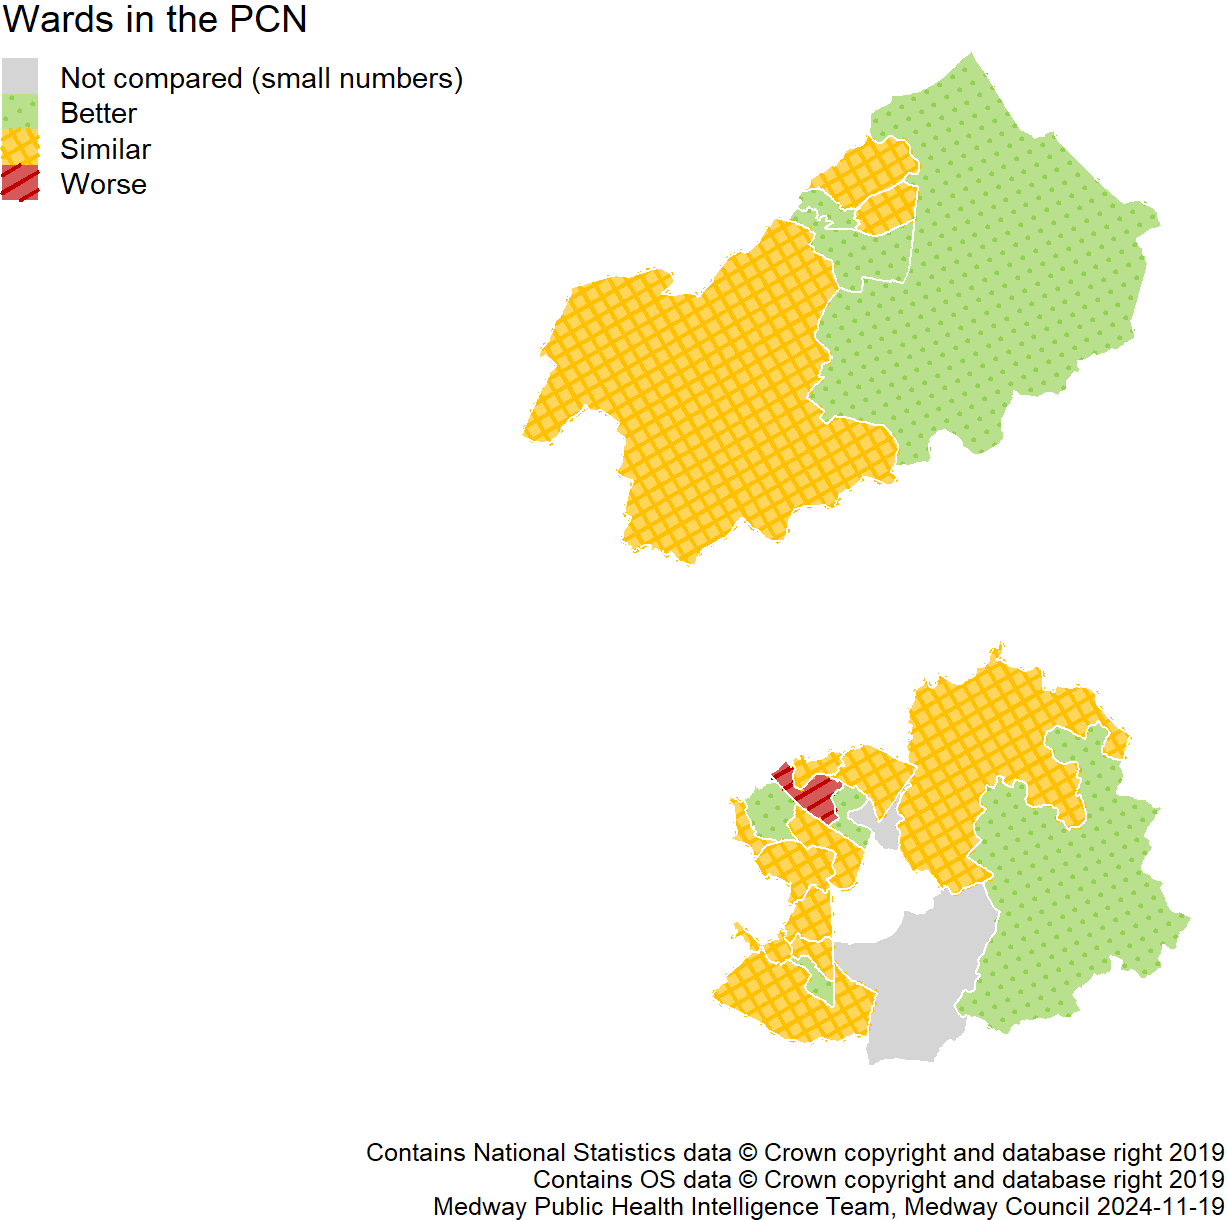 Wards in the PCN
Not compared (small numbers)
Better
Similar
Worse
Contains National Statistics data © Crown copyright and database right 2019
Contains OS data © Crown copyright and database right 2019
Medway Public Health Intelligence Team, Medway Council 2024-11-19